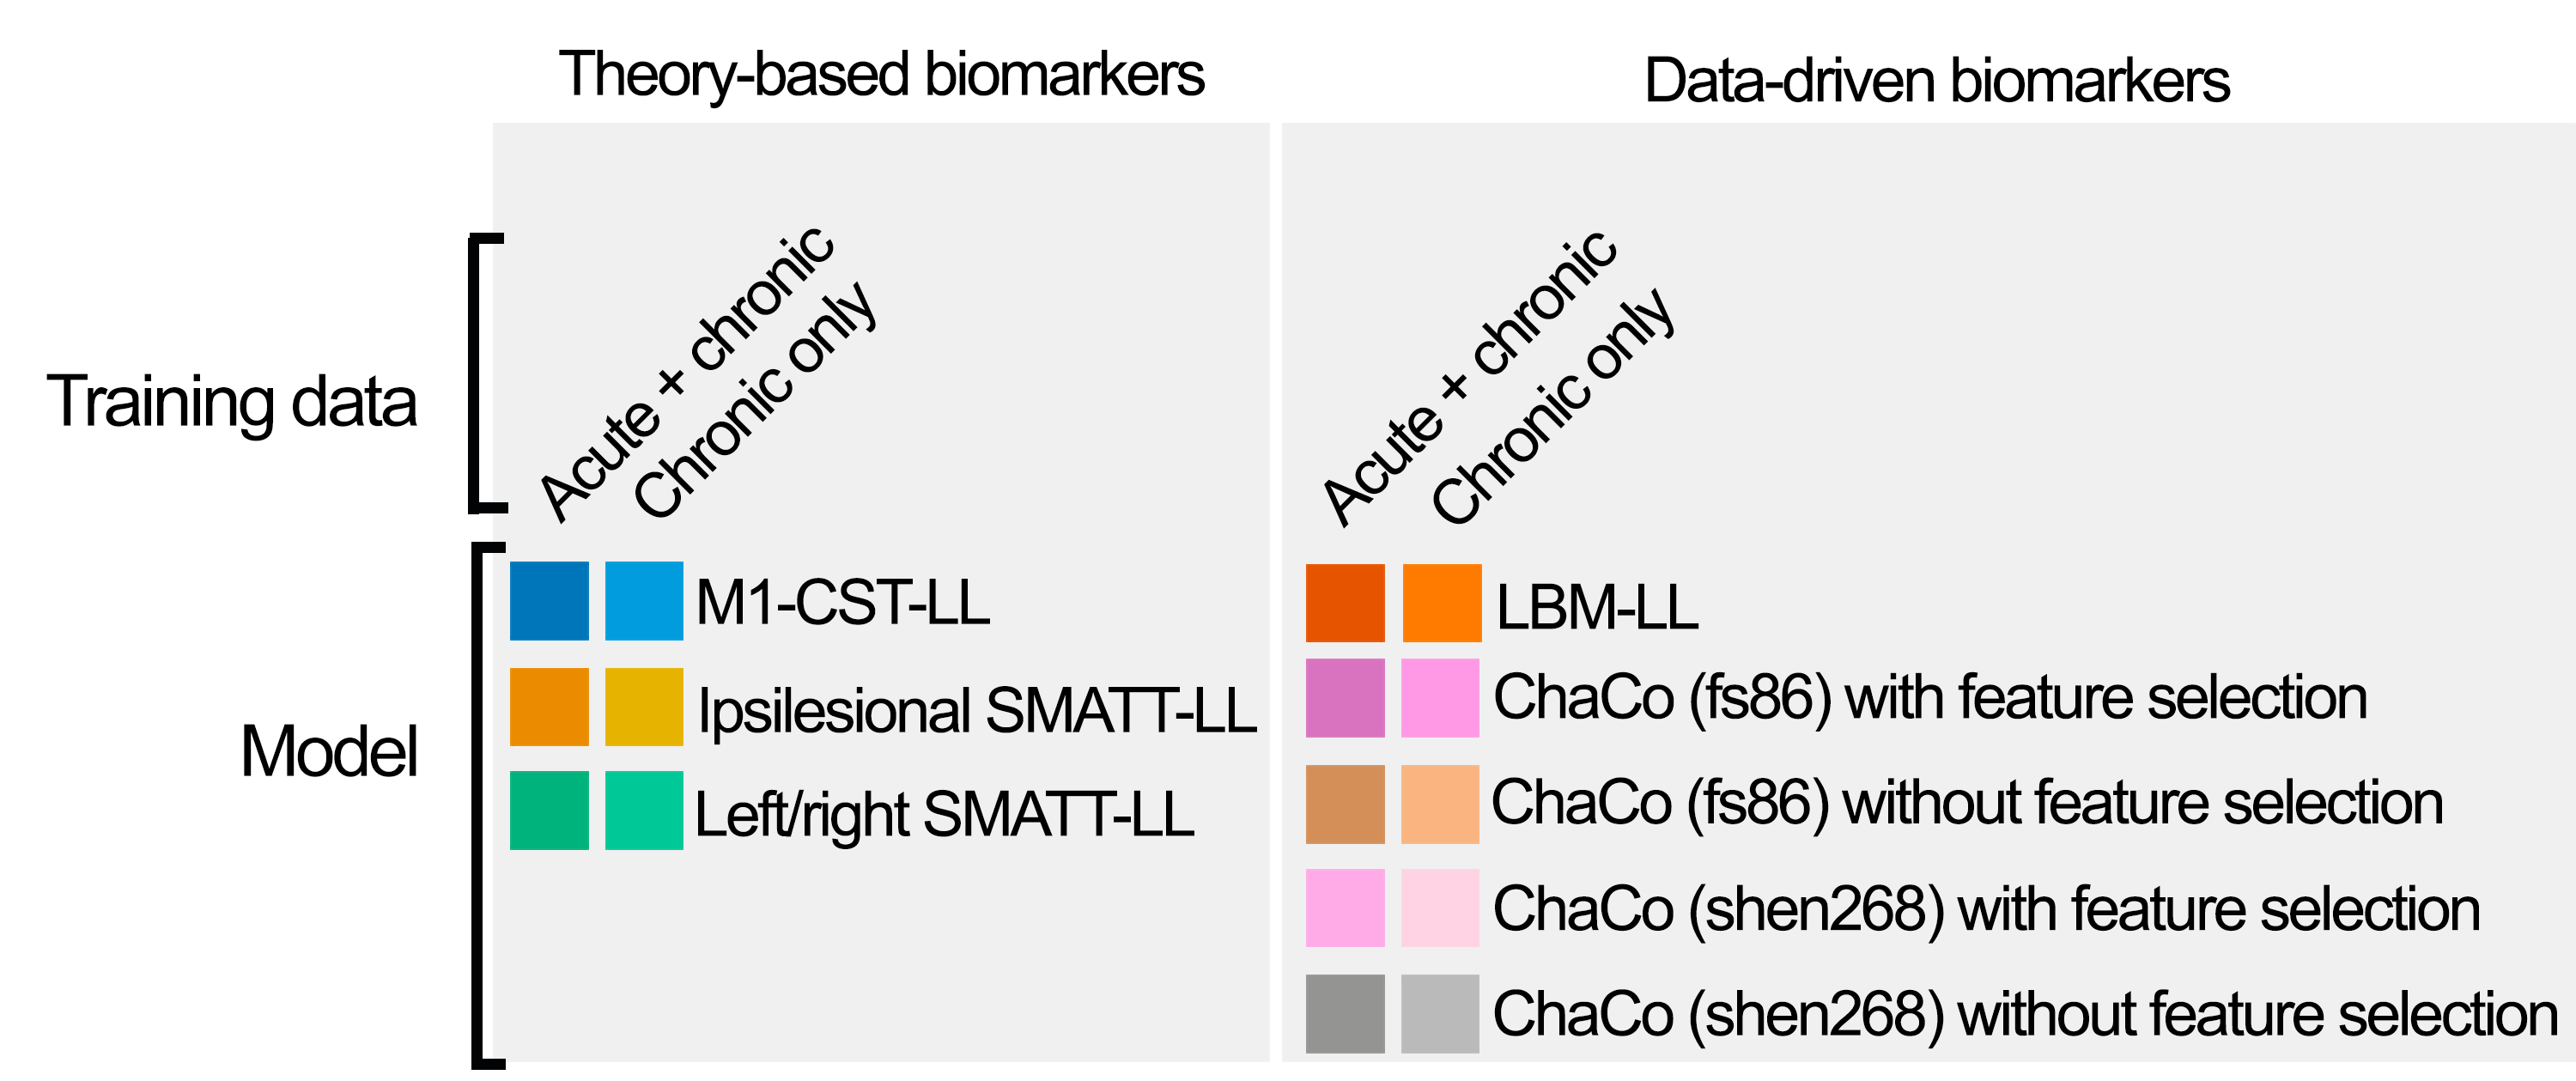 Theory-based biomarkers
Data-driven biomarkers
Training data
Acute + chronic
Chronic only
Acute + chronic
Chronic only
Model
M1-CST-LL
Ipsilesional SMATT-LL
Left/right SMATT-LL
LBM-LL
ChaCo (fs86) with feature selection
ChaCo (fs86) without feature selection
ChaCo (shen268) with feature selection
ChaCo (shen268) without feature selection